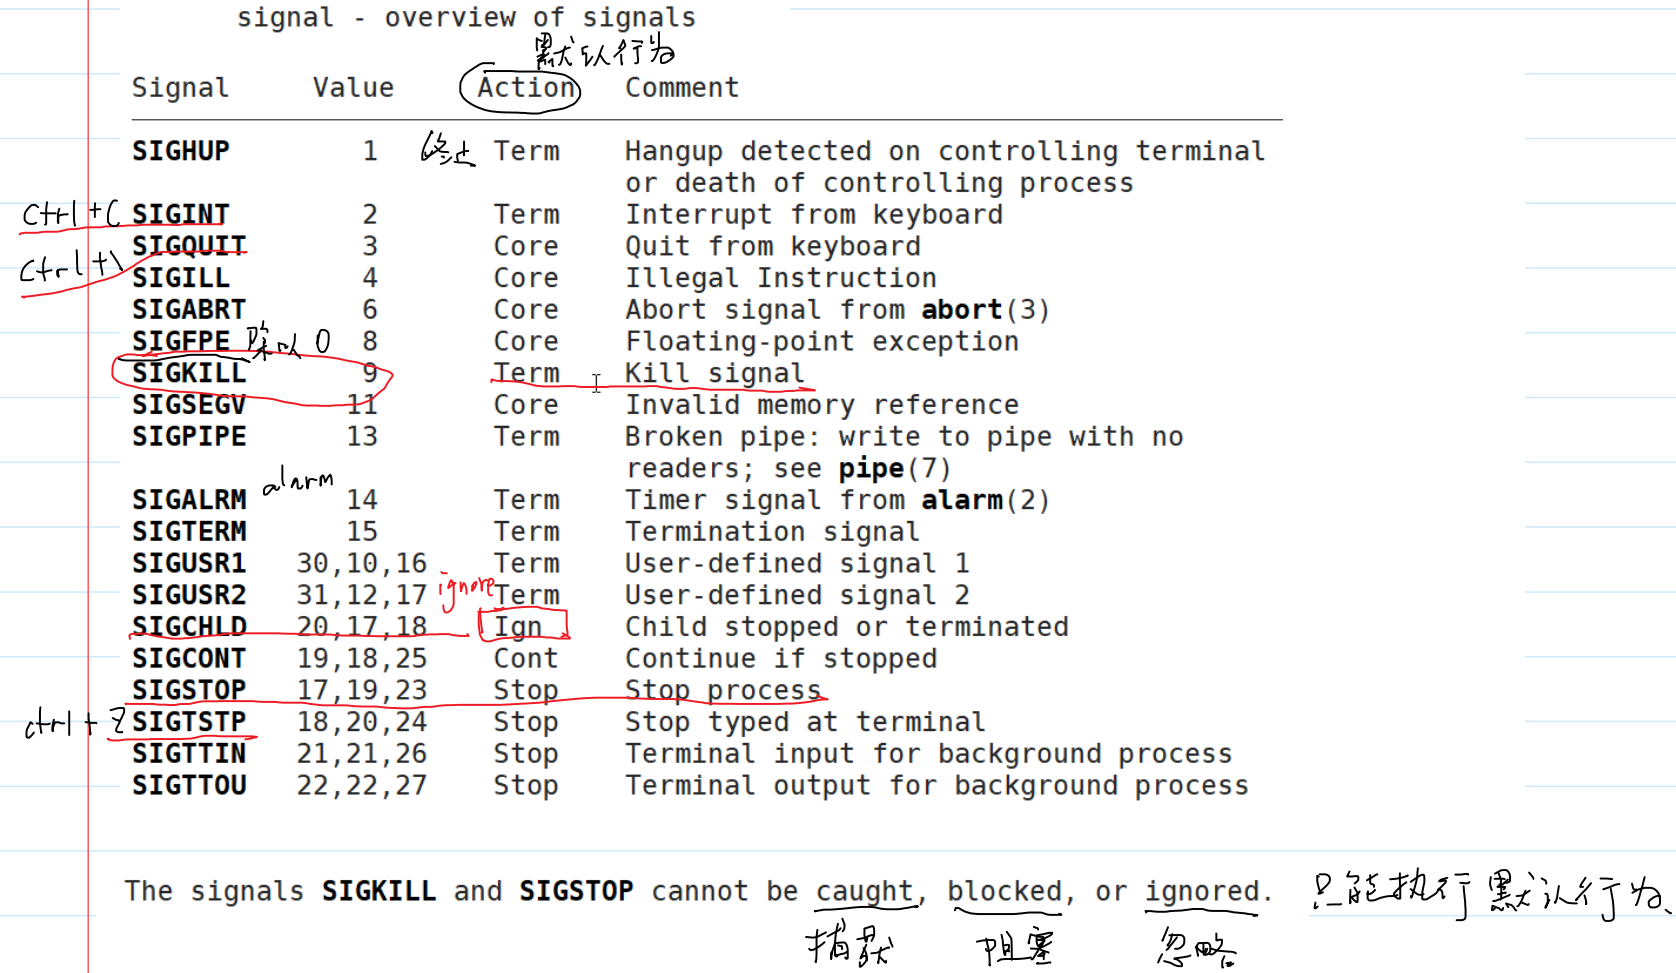 signal - overview of signals
默认行为
Signal Value Action Comment
SIGHUP 1 终止 Term Hangup detected on controlling terminal
or death of controlling process
ctrl+C SIGINT 2 Term Interrupt from keyboard
ctrl+\ SIGQUIT 3 Core Quit from keyboard
SIGILL 4 Core Illegal Instruction
SIGABRT 6 Core Abort signal from abort(3)
SIGFPE 除以0 8 Core Floating-point exception
SIGKILL 9 Term Kill signal
SIGSEGV 11 Core Invalid memory reference
SIGPIPE 13 Term Broken pipe: write to pipe with no
readers; see pipe(7)
SIGALRM alarm 14 Term Timer signal from alarm(2)
SIGTERM 15 Term Termination signal
SIGUSR1 30,10,16 Term User-defined signal 1
SIGUSR2 31,12,17 Term User-defined signal 2
ignore
SIGCHLD 20,17,18 Ign Child stopped or terminated
SIGCONT 19,18,25 Cont Continue if stopped
SIGSTOP 17,19,23 Stop Stop process
ctrl+Z SIGTSTP 18,20,24 Stop Stop typed at terminal
SIGTTIN 21,21,26 Stop Terminal input for background process
SIGTTOU 22,22,27 Stop Terminal output for background process
The signals SIGKILL and SIGSTOP cannot be caught, blocked, or ignored. 只能执行默认行为、
捕获 阻塞 忽略